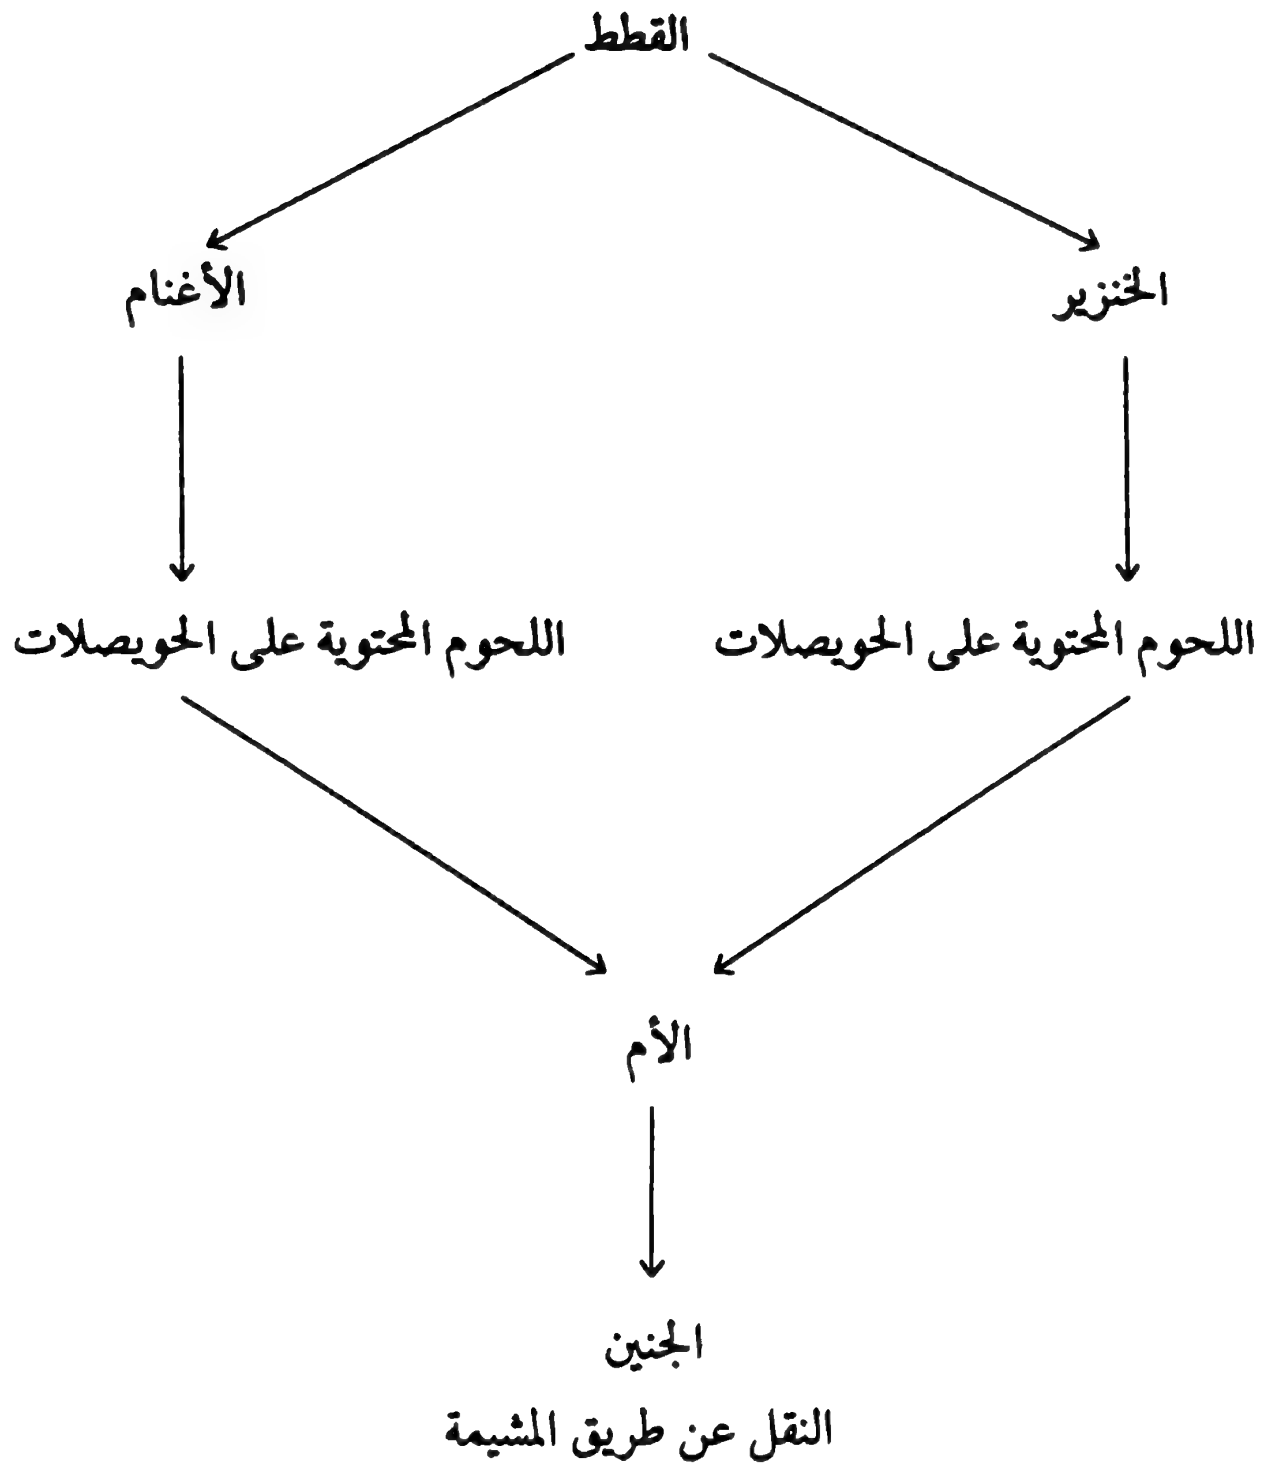 القطط
الخنزير
الأغنام
اللحوم المحتوية على الحويصلات
اللحوم المحتوية على الحويصلات
الأم
الجنين
النقل عن طريق المشيمة